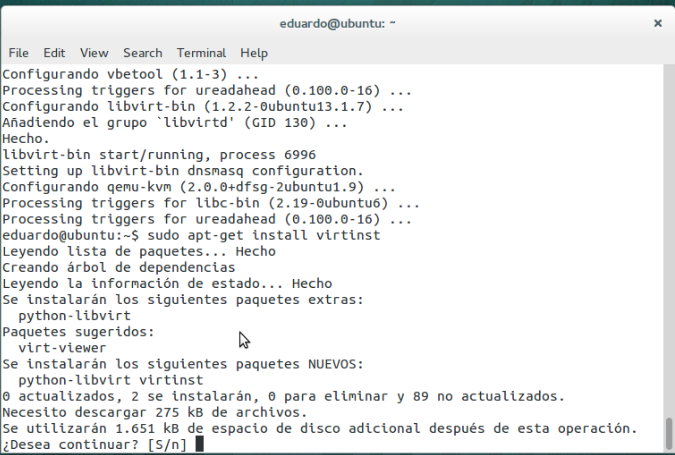 eduardo@ubuntu: ~
×
File Edit View Search Terminal Help
Configurando vbetool (1.1-3) ...
Processing triggers for ureadahead (0.100.0-16) ...
Configurando libvirt-bin (1.2.2-0ubuntu13.1.7) ...
Añadiendo el grupo `libvirtd' (GID 130) ...
Hecho.
libvirt-bin start/running, process 6996
Setting up libvirt-bin dnsmasq configuration.
Configurando qemu-kvm (2.0.0+dfsg-2ubuntu1.9) ...
Processing triggers for libc-bin (2.19-0ubuntu6) ...
Processing triggers for ureadahead (0.100.0-16) ...
eduardo@ubuntu:~$ sudo apt-get install virtinst
Leyendo lista de paquetes... Hecho
Creando árbol de dependencias
Leyendo la información de estado... Hecho
Se instalarán los siguientes paquetes extras:
  python-libvirt
Paquetes sugeridos:
  virt-viewer
Se instalarán los siguientes paquetes NUEVOS:
  python-libvirt virtinst
0 actualizados, 2 se instalarán, 0 para eliminar y 89 no actualizados.
Necesito descargar 275 kB de archivos.
Se utilizarán 1.651 kB de espacio de disco adicional después de esta operación.
¿Desea continuar? [S/n]